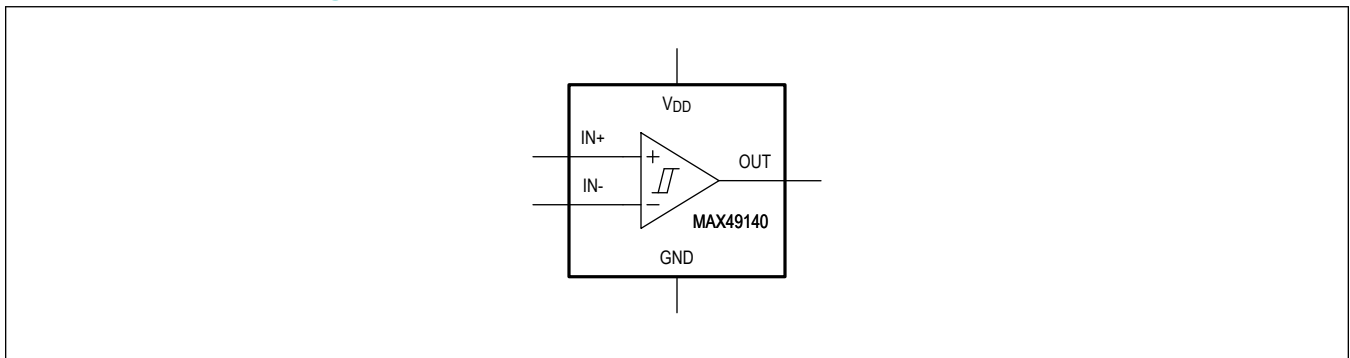 VDD
IN+
+
OUT
IN-
−
MAX49140
GND